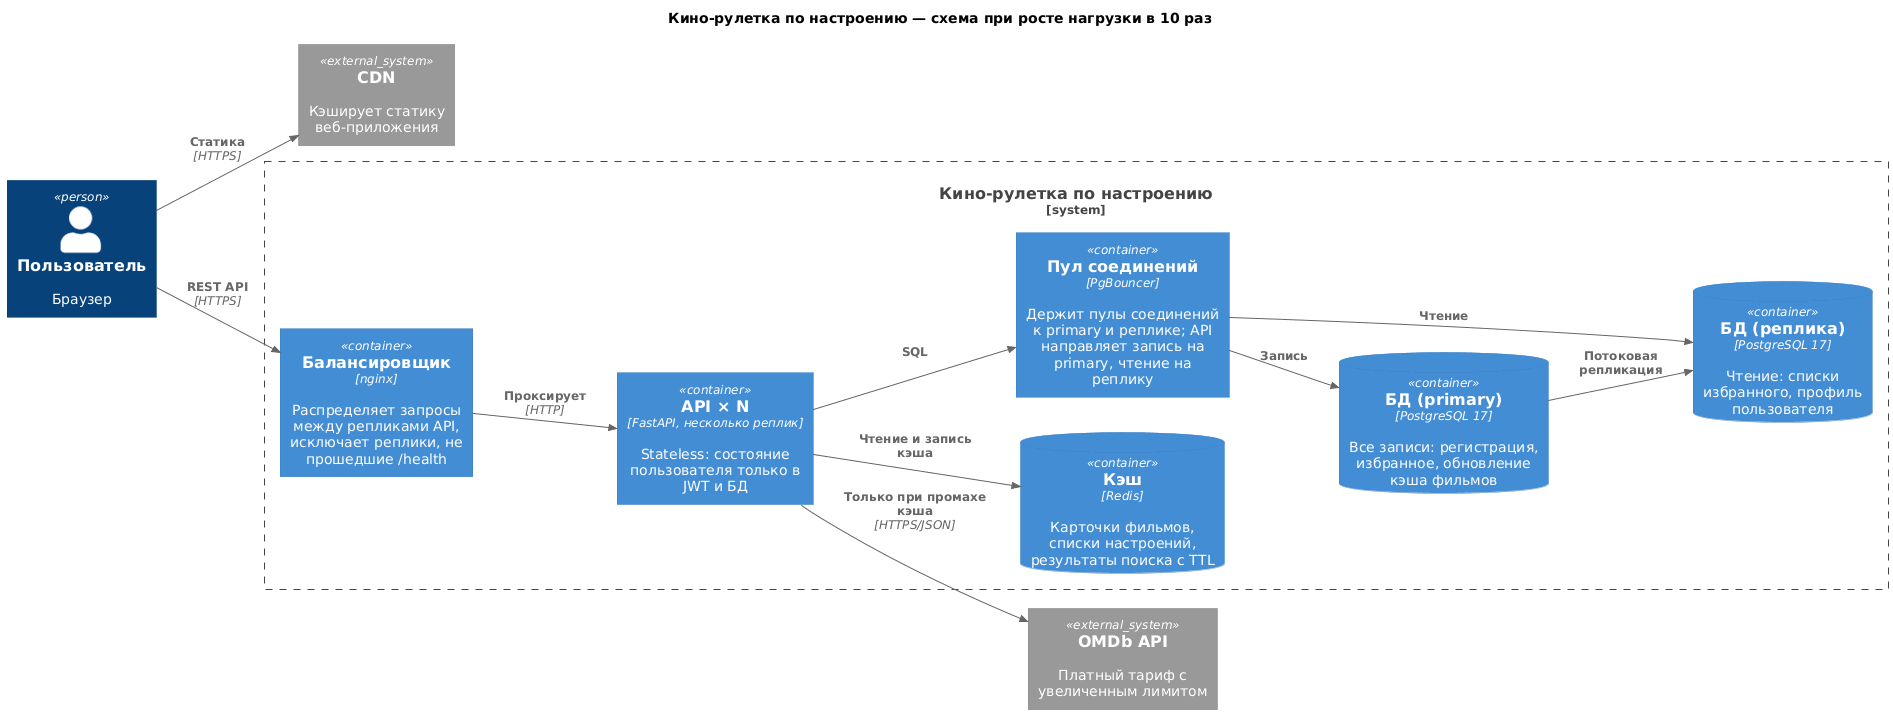 Кино-рулетка по настроению — схема при росте нагрузки в 10 раз
«external_system»
CDN
Кэширует статику
веб-приложения
Статика
[HTTPS]
«person»
Пользователь
Браузер
REST API
[HTTPS]
Кино-рулетка по настроению
[system]
«container»
Балансировщик
[nginx]
Распределяет запросы
между репликами API,
исключает реплики, не
прошедшие /health
Проксирует
[HTTP]
«container»
API × N
[FastAPI, несколько реплик]
Stateless: состояние
пользователя только в
JWT и БД
SQL
Чтение и запись
кэша
Только при промахе
кэша
[HTTPS/JSON]
«container»
Пул соединений
[PgBouncer]
Держит пулы соединений
к primary и реплике; API
направляет запись на
primary, чтение на
реплику
«container»
Кэш
[Redis]
Карточки фильмов,
списки настроений,
результаты поиска с TTL
«external_system»
OMDb API
Платный тариф с
увеличенным лимитом
Чтение
Запись
«container»
БД (primary)
[PostgreSQL 17]
Все записи: регистрация,
избранное, обновление
кэша фильмов
Потоковая
репликация
«container»
БД (реплика)
[PostgreSQL 17]
Чтение: списки
избранного, профиль
пользователя